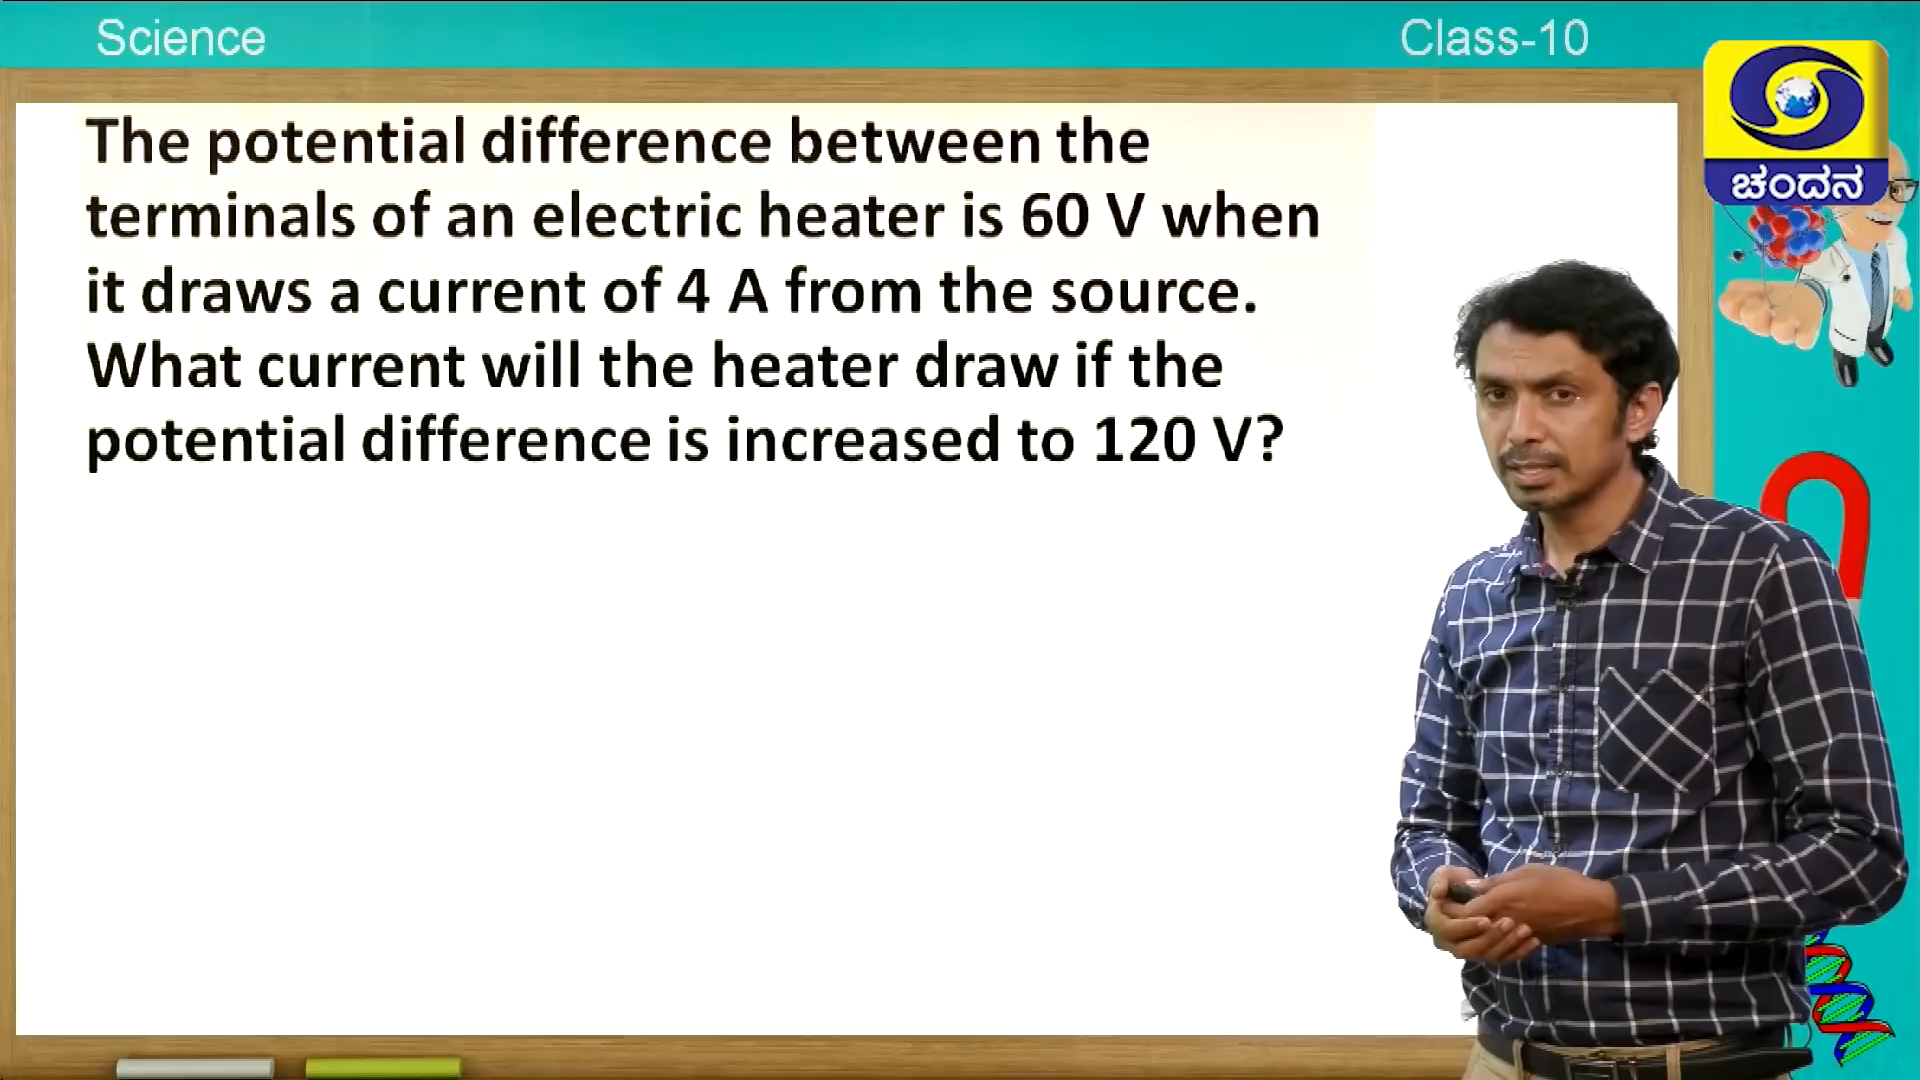 Science
Class-10
ಚಂದನ
The potential difference between the
terminals of an electric heater is 60 V when
it draws a current of 4 A from the source.
What current will the heater draw if the
potential difference is increased to 120 V?